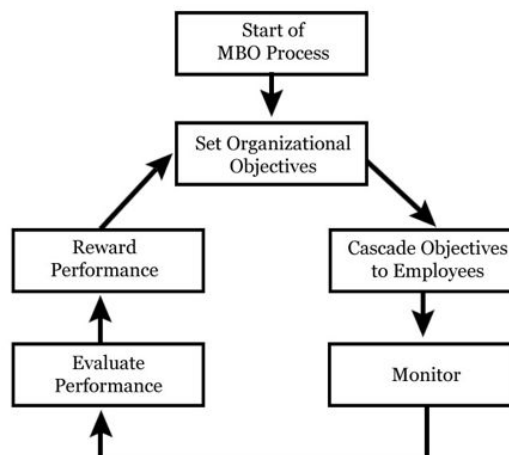 Start of
MBO Process
Set Organizational
Objectives
Reward
Performance
Cascade Objectives
to Employees
Evaluate
Performance
Monitor